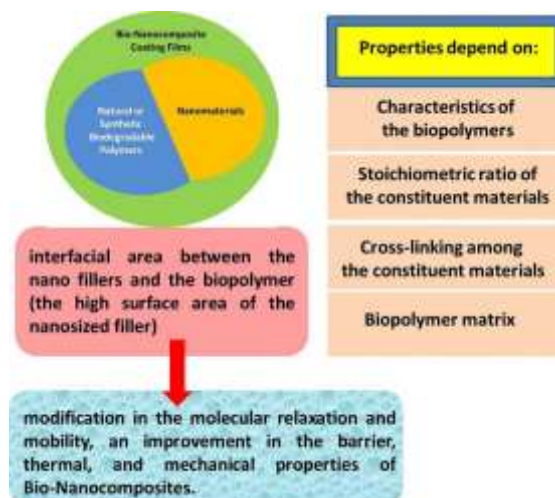 Bio-Nanocomposite
Coating Films
Natural or
Synthetic
Biodegradable
Polymers
Nanomaterials
interfacial area between the
nano fillers and the biopolymer
(the high surface area of the
nanosized filler)
modification in the molecular relaxation and
mobility, an improvement in the barrier,
thermal, and mechanical properties of
Bio-Nanocomposites.
Properties depend on:
Characteristics of
the biopolymers
Stoichiometric ratio of
the constituent materials
Cross-linking among
the constituent materials
Biopolymer matrix